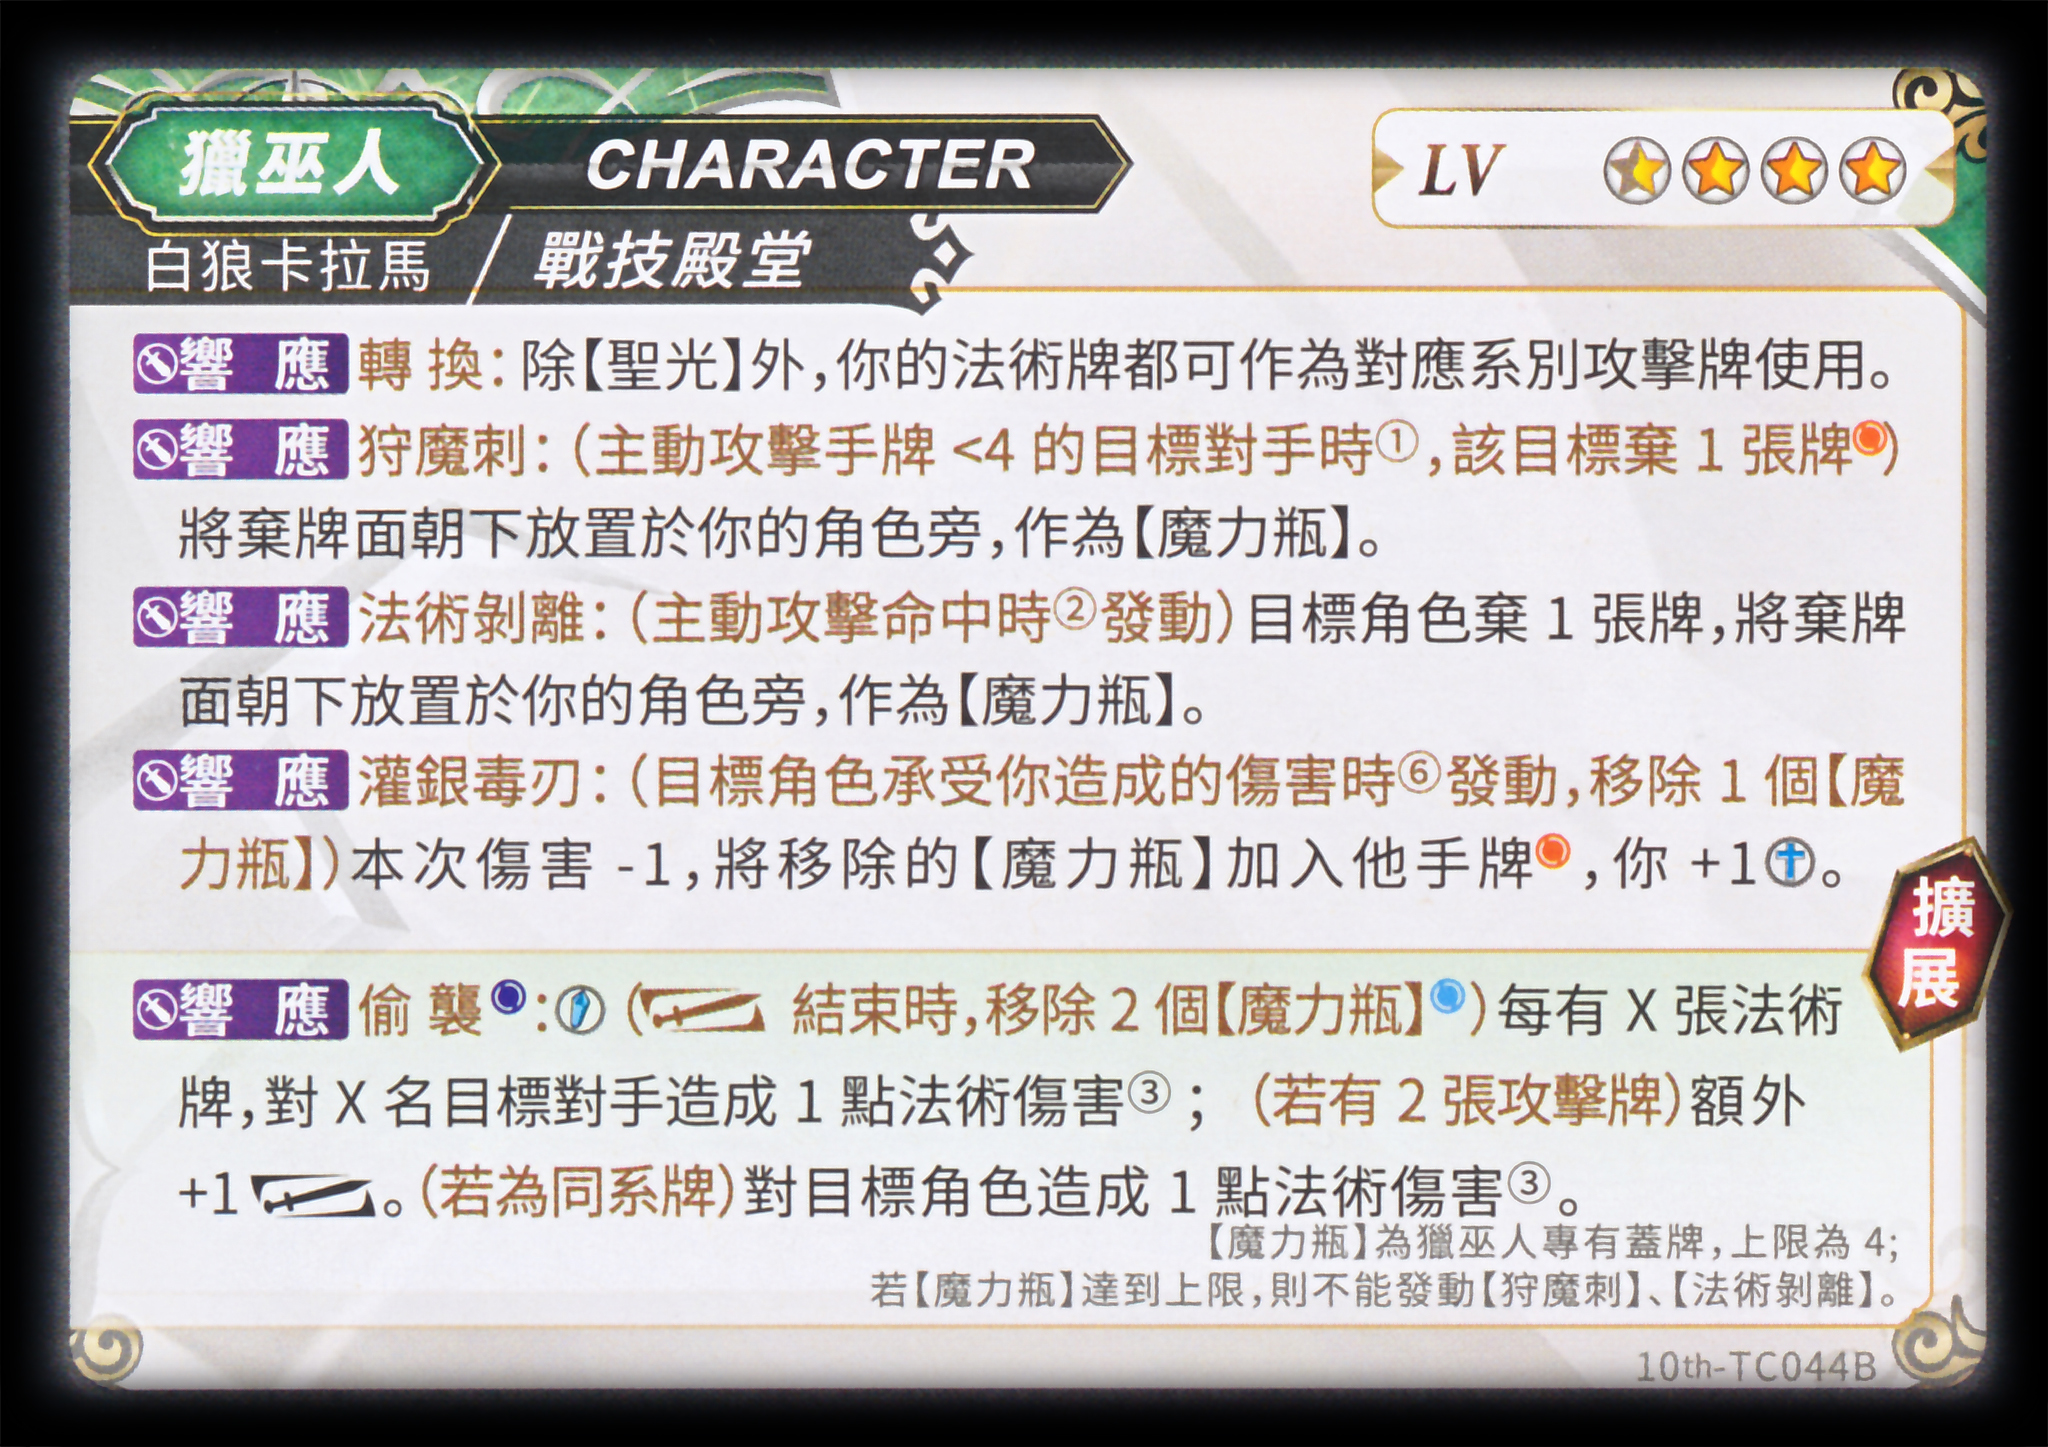 獵巫人 CHARACTER LV
白狼卡拉馬 / 戰技殿堂
響 應 轉 換：除【聖光】外，你的法術牌都可作為對應系別攻擊牌使用。
響 應 狩魔刺：（主動攻擊手牌 <4 的目標對手時①，該目標棄 1 張牌）
將棄牌面朝下放置於你的角色旁，作為【魔力瓶】。
響 應 法術剝離：（主動攻擊命中時②發動）目標角色棄 1 張牌，將棄牌
面朝下放置於你的角色旁，作為【魔力瓶】。
響 應 灌銀毒刃：（目標角色承受你造成的傷害時⑥發動，移除 1 個【魔
力瓶】）本次傷害 -1，將移除的【魔力瓶】加入他手牌，你 +1。
擴展
響 應 偷 襲：（結束時，移除 2 個【魔力瓶】）每有 X 張法術
牌，對 X 名目標對手造成 1 點法術傷害③；（若有 2 張攻擊牌）額外
+1。（若為同系牌）對目標角色造成 1 點法術傷害③。
【魔力瓶】為獵巫人專有蓋牌，上限為 4;
若【魔力瓶】達到上限，則不能發動【狩魔刺】、【法術剝離】。
10th-TC044B